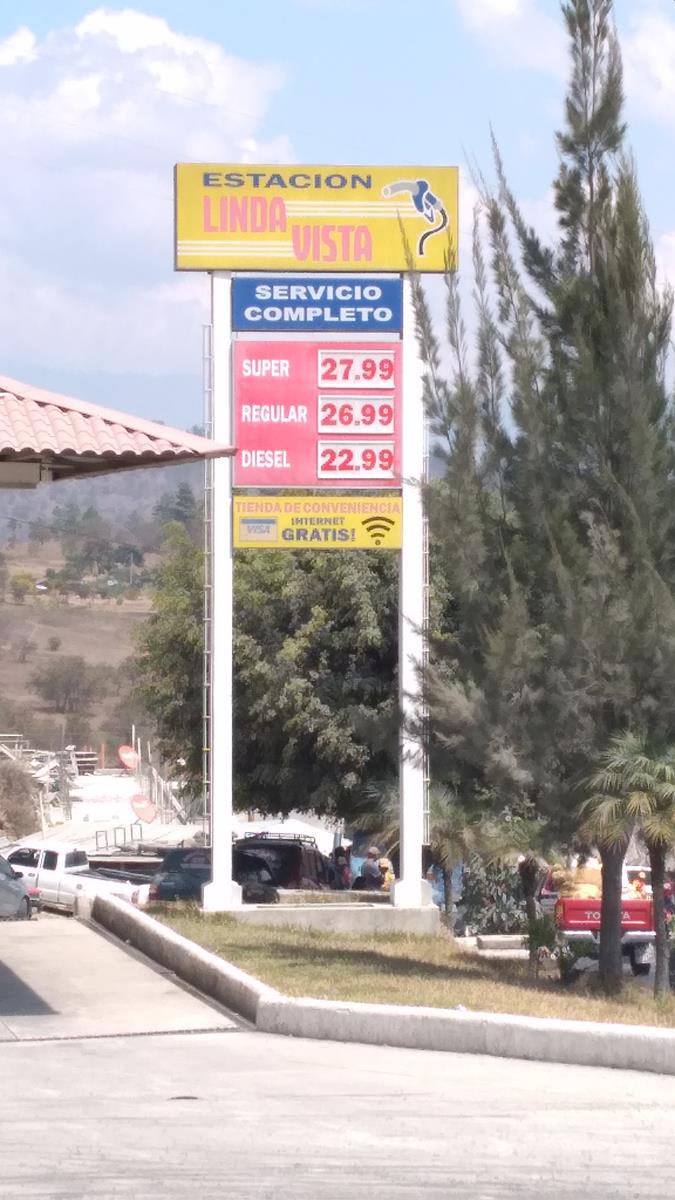 ESTACION
LINDA
VISTA
SERVICIO
COMPLETO
SUPER 27.99
REGULAR 26.99
DIESEL 22.99
TIENDA DE CONVENIENCIA
VISA INTERNET
GRATIS!
TOYOTA